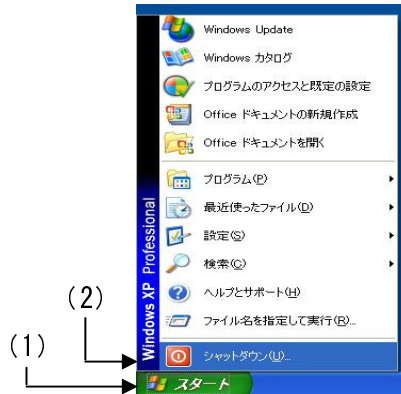 Windows Update
Windows カタログ
プログラムのアクセスと既定の設定
Office ドキュメントの新規作成
Office ドキュメントを開く
プログラム(P)
最近使ったファイル(D)
設定(S)
検索(C)
ヘルプとサポート(H)
ファイル名を指定して実行(R)...
シャットダウン(U)...
Windows XP Professional
(2)
(1)
スタート